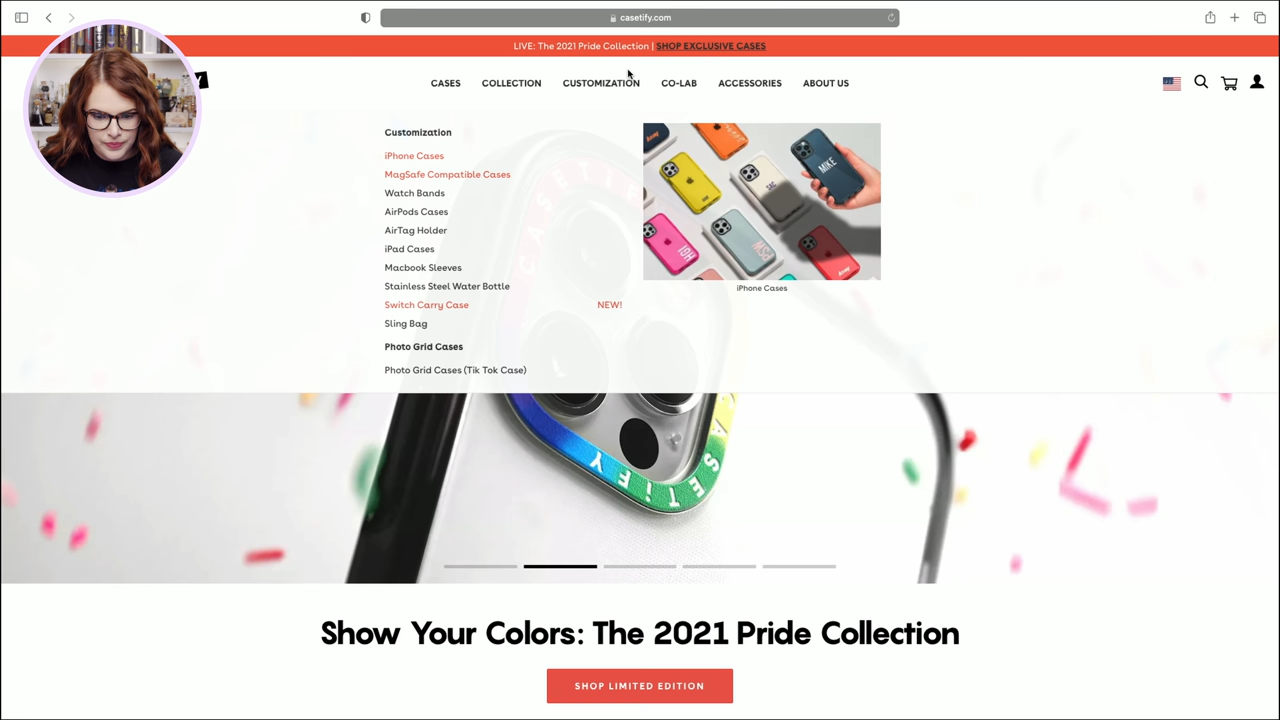 casetify.com
LIVE: The 2021 Pride Collection | SHOP EXCLUSIVE CASES
CASES COLLECTION CUSTOMIZATION CO-LAB ACCESSORIES ABOUT US
Customization
iPhone Cases
MagSafe Compatible Cases
Watch Bands
AirPods Cases
AirTag Holder
iPad Cases
Macbook Sleeves
Stainless Steel Water Bottle
Switch Carry Case NEW!
Sling Bag
Photo Grid Cases
Photo Grid Cases (Tik Tok Case)
MIKE
iPhone Cases
CASETiFY
Show Your Colors: The 2021 Pride Collection
SHOP LIMITED EDITION